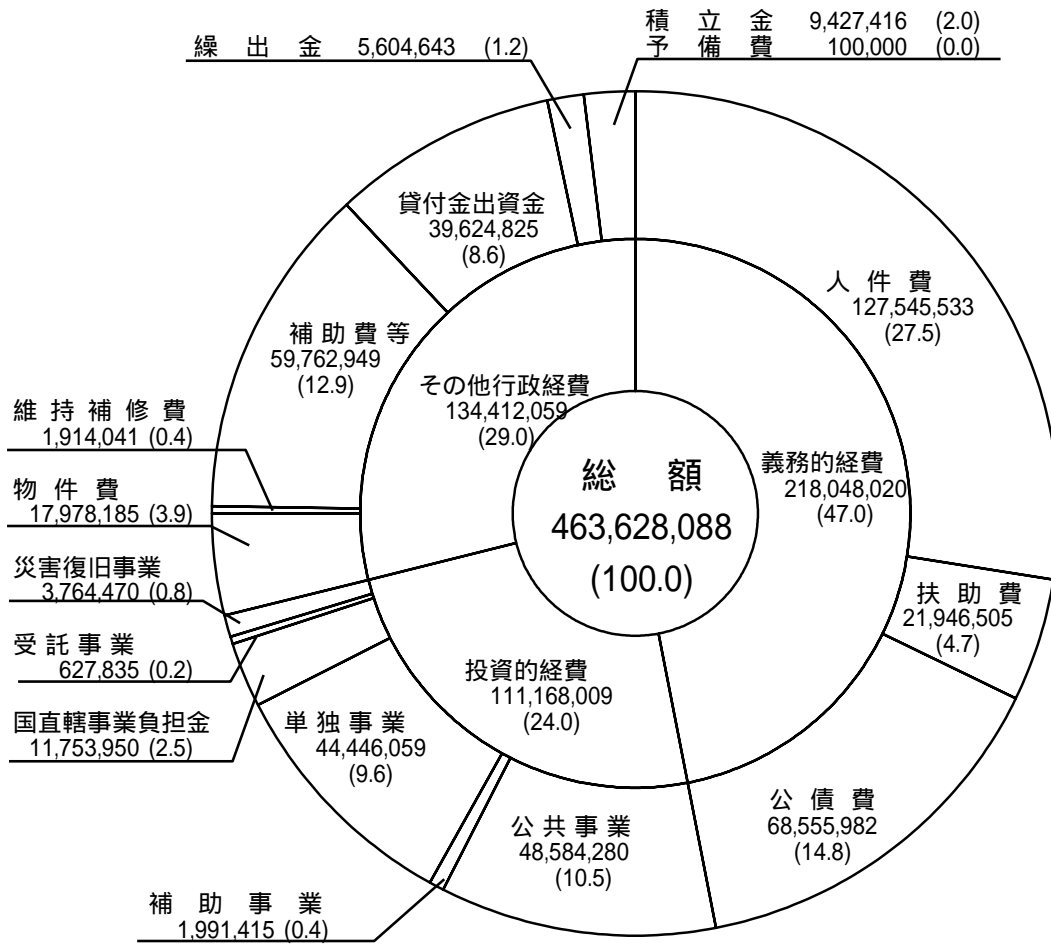 積立金 9,427,416 (2.0)
予備費 100,000 (0.0)
繰出金 5,604,643 (1.2)
貸付金出資金
39,624,825
(8.6)
人件費
127,545,533
(27.5)
補助費等
59,762,949
(12.9)
その他行政経費
134,412,059
(29.0)
維持補修費
1,914,041 (0.4)
総額
463,628,088
(100.0)
義務的経費
218,048,020
(47.0)
物件費
17,978,185 (3.9)
災害復旧事業
3,764,470 (0.8)
扶助費
21,946,505
(4.7)
受託事業
627,835 (0.2)
投資的経費
111,168,009
(24.0)
国直轄事業負担金
11,753,950 (2.5)
単独事業
44,446,059
(9.6)
公債費
68,555,982
(14.8)
公共事業
48,584,280
(10.5)
補助事業
1,991,415 (0.4)